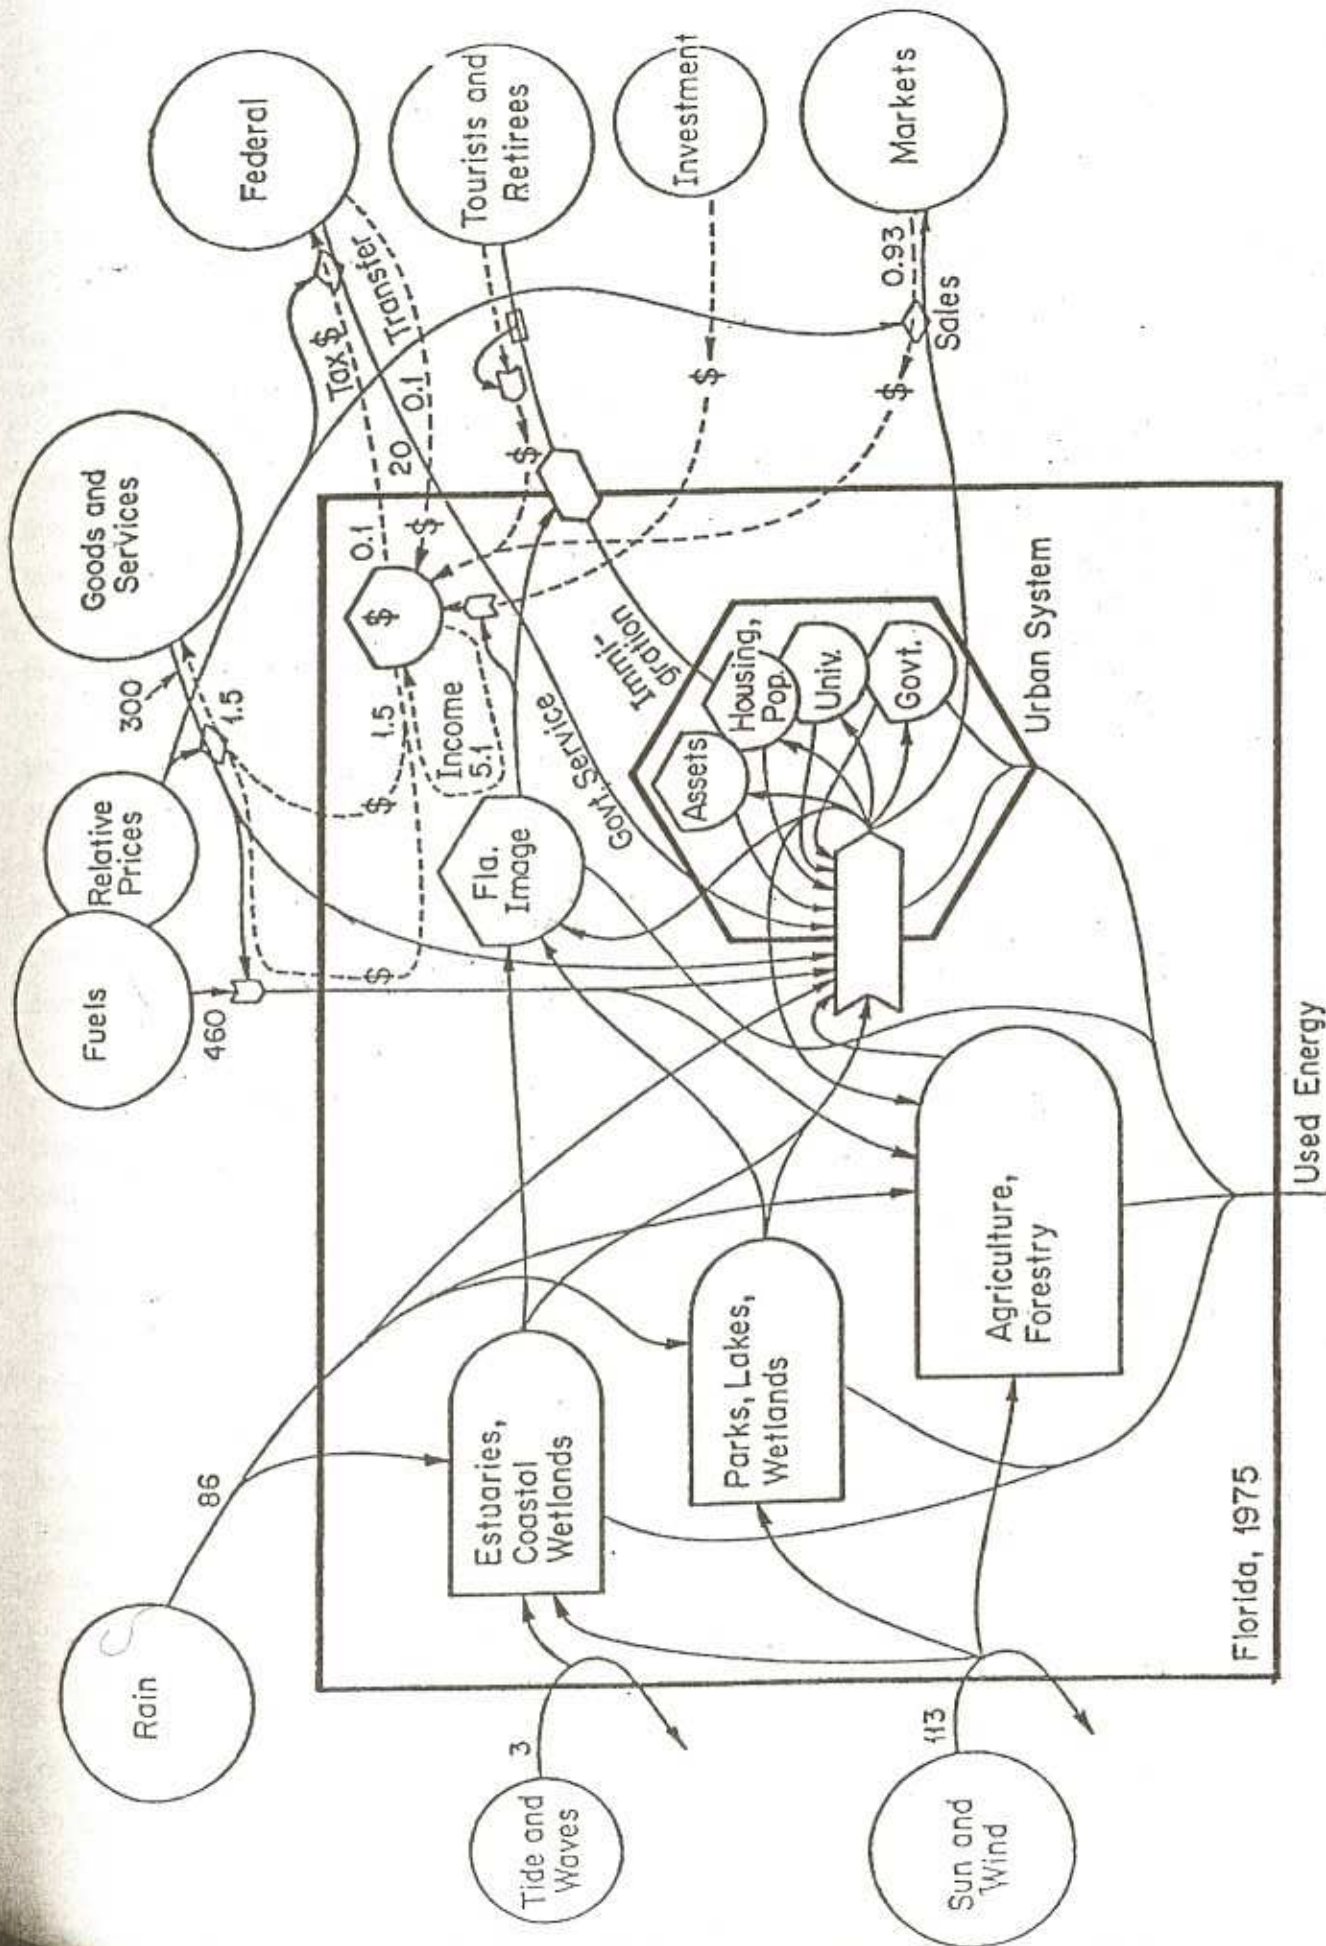 Rain
86
Fuels
460
Relative
Prices
300
1.5
Goods and
Services
Federal
Tax $
Transfer
0.1
0.1
20
$
$
1.5
$
$
Income
5.1
Tourists and
Retirees
$
Investment
$
Markets
0.93
Sales
$
Tide and
Waves
3
Sun and
Wind
113
Estuaries,
Coastal
Wetlands
Parks, Lakes,
Wetlands
Agriculture,
Forestry
Fla.
Image
Govt. Service
Immi-
gration
Assets
Housing,
Pop.
Univ.
Govt.
Urban System
Florida, 1975
Used Energy